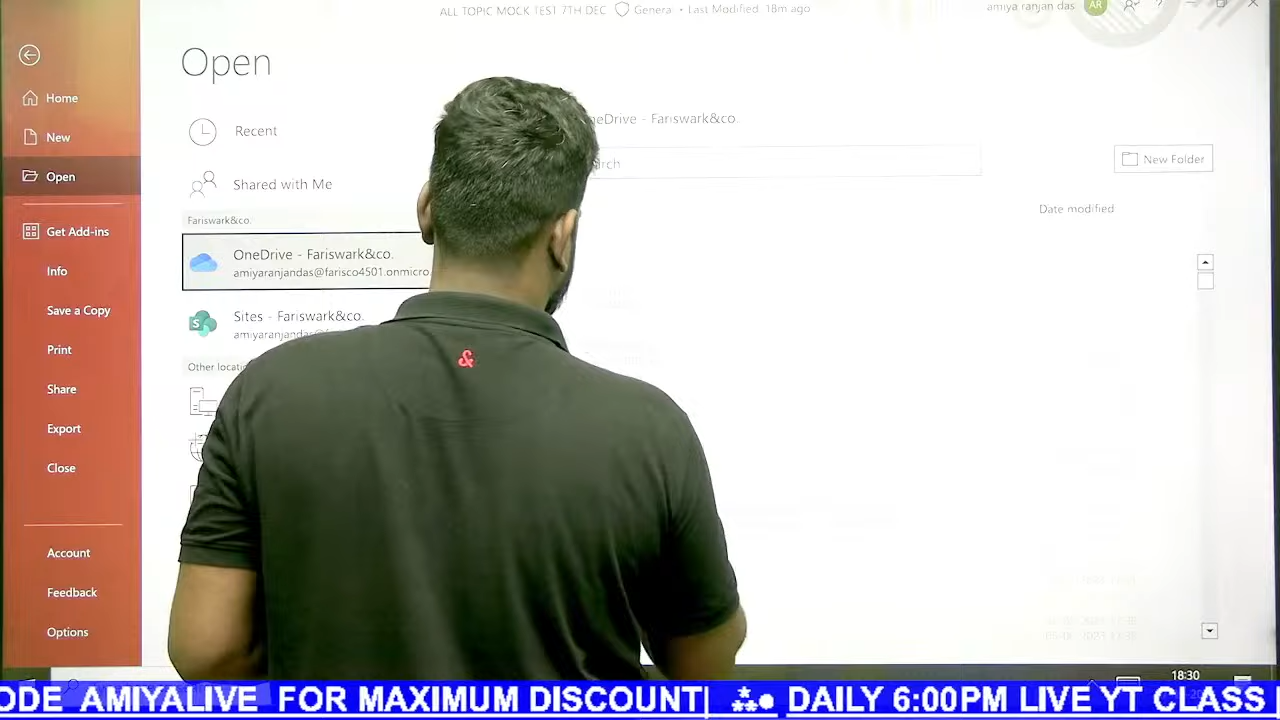 ALL TOPIC MOCK TEST 7TH DEC General • Last Modified: 18m ago
amiya ranjan das AR ?
Home
New
Open
Get Add-ins
Info
Save a Copy
Print
Share
Export
Close
Account
Feedback
Options
Open
Recent
Shared with Me
Fariswark&co.
OneDrive - Fariswark&co.
amiyaranjandas@farisco4501.onmicro
Sites - Fariswark&co.
amiyaranjandas@
Other locati
neDrive - Fariswark&co.
rch
New Folder
Date modified
&
18:30
ODE AMIYALIVE FOR MAXIMUM DISCOUNT| DAILY 6:00PM LIVE YT CLASS